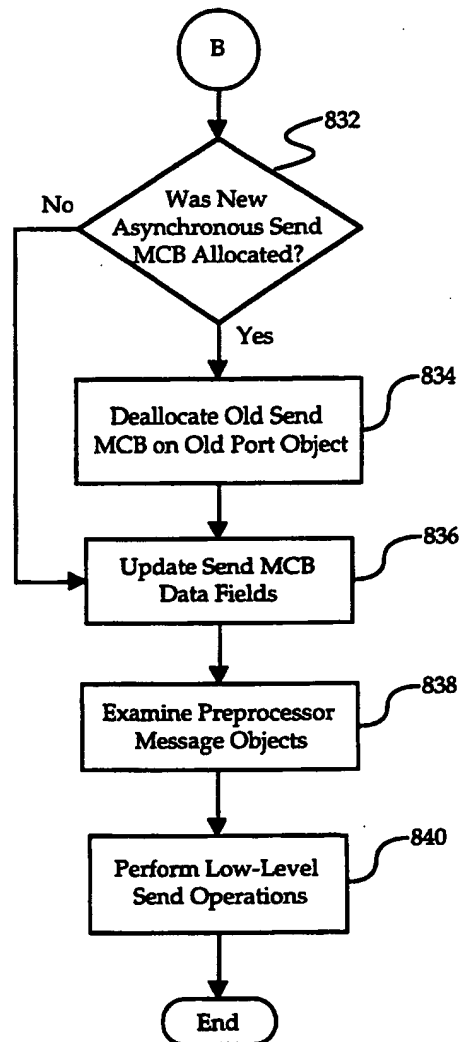 B
832
Was New
Asynchronous Send
MCB Allocated?
No
Yes
834
Deallocate Old Send
MCB on Old Port Object
836
Update Send MCB
Data Fields
838
Examine Preprocessor
Message Objects
840
Perform Low-Level
Send Operations
End